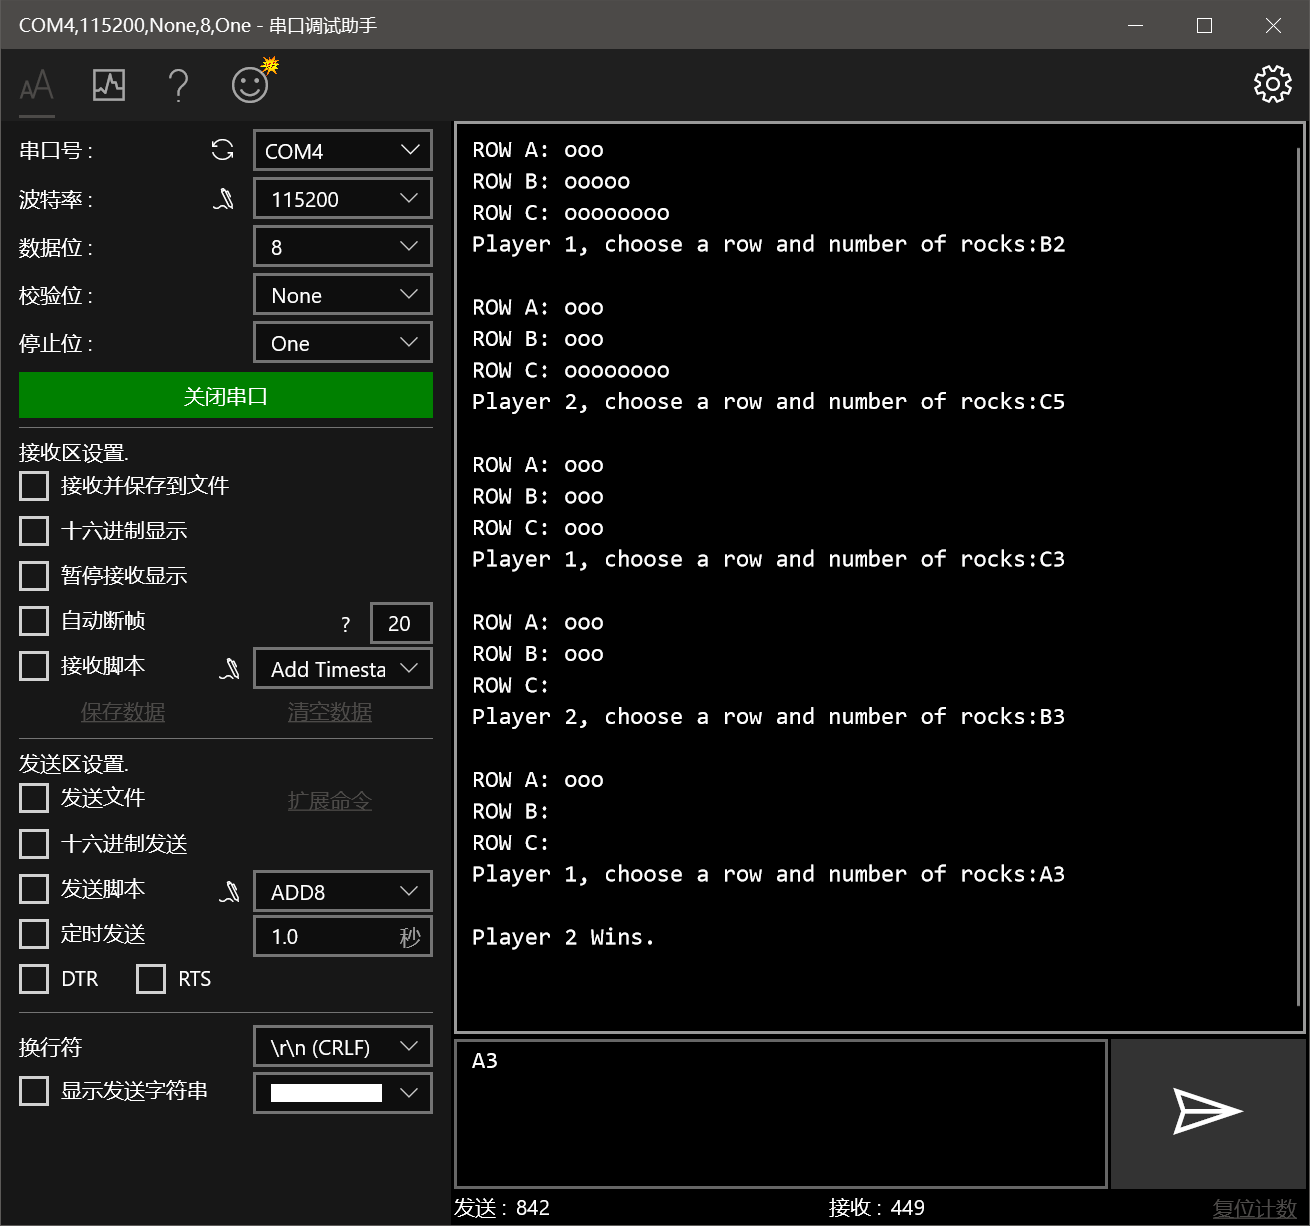 COM4,115200,None,8,One - 串口调试助手
串口号 :
COM4
波特率 :
115200
数据位 :
8
校验位 :
None
停止位 :
One
关闭串口
接收区设置.
接收并保存到文件
十六进制显示
暂停接收显示
自动断帧
?
20
接收脚本
Add Timesta
保存数据
清空数据
发送区设置.
发送文件
扩展命令
十六进制发送
发送脚本
ADD8
定时发送
1.0 秒
DTR
RTS
换行符
\r\n (CRLF)
显示发送字符串
ROW A: ooo
ROW B: ooooo
ROW C: oooooooo
Player 1, choose a row and number of rocks:B2
ROW A: ooo
ROW B: ooo
ROW C: oooooooo
Player 2, choose a row and number of rocks:C5
ROW A: ooo
ROW B: ooo
ROW C: ooo
Player 1, choose a row and number of rocks:C3
ROW A: ooo
ROW B: ooo
ROW C:
Player 2, choose a row and number of rocks:B3
ROW A: ooo
ROW B:
ROW C:
Player 1, choose a row and number of rocks:A3
Player 2 Wins.
A3
发送 : 842
接收 : 449
复位计数